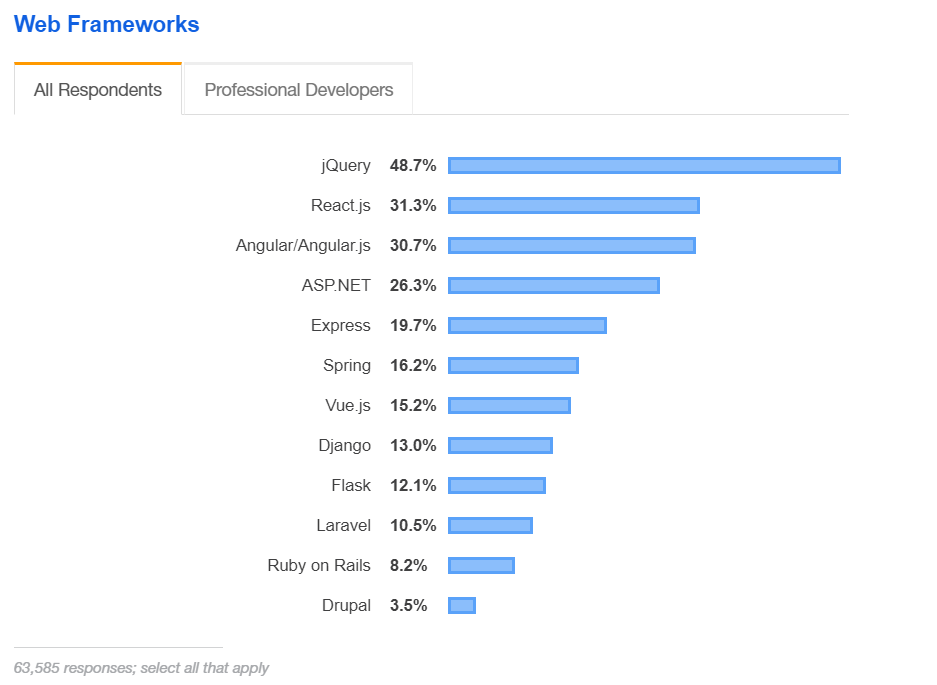 Web Frameworks
All Respondents Professional Developers
jQuery 48.7%
React.js 31.3%
Angular/Angular.js 30.7%
ASP.NET 26.3%
Express 19.7%
Spring 16.2%
Vue.js 15.2%
Django 13.0%
Flask 12.1%
Laravel 10.5%
Ruby on Rails 8.2%
Drupal 3.5%
63,585 responses; select all that apply